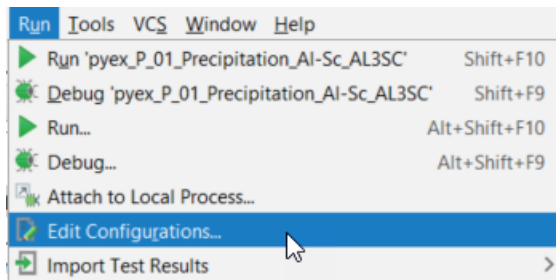 Run Tools VCS Window Help
Run 'pyex_P_01_Precipitation_Al-Sc_AL3SC' Shift+F10
Debug 'pyex_P_01_Precipitation_Al-Sc_AL3SC' Shift+F9
Run... Alt+Shift+F10
Debug... Alt+Shift+F9
Attach to Local Process...
Edit Configurations...
Import Test Results